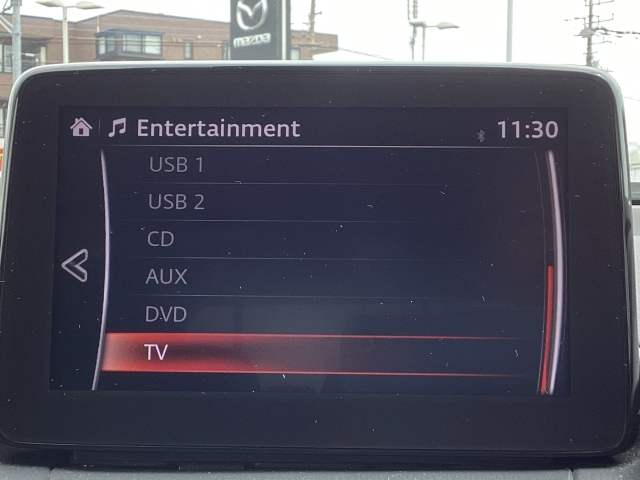 Entertainment 11:30
USB 1
USB 2
CD
AUX
DVD
TV